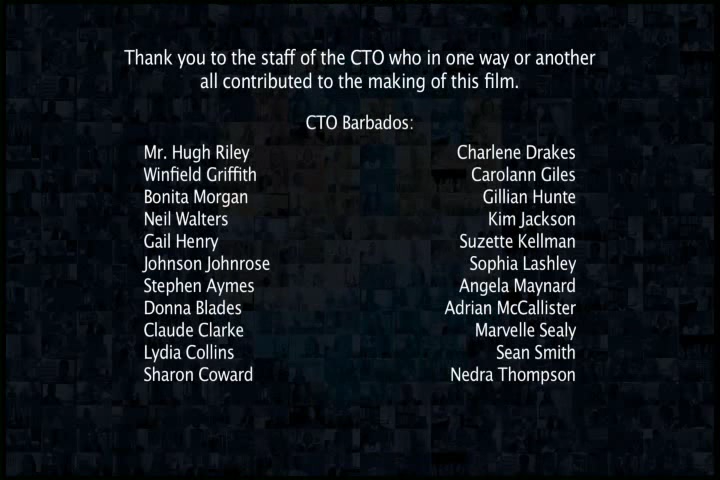 Thank you to the staff of the CTO who in one way or another
all contributed to the making of this film.
CTO Barbados:
Mr. Hugh Riley
Winfield Griffith
Bonita Morgan
Neil Walters
Gail Henry
Johnson Johnrose
Stephen Aymes
Donna Blades
Claude Clarke
Lydia Collins
Sharon Coward
Charlene Drakes
Carolann Giles
Gillian Hunte
Kim Jackson
Suzette Kellman
Sophia Lashley
Angela Maynard
Adrian McCallister
Marvelle Sealy
Sean Smith
Nedra Thompson